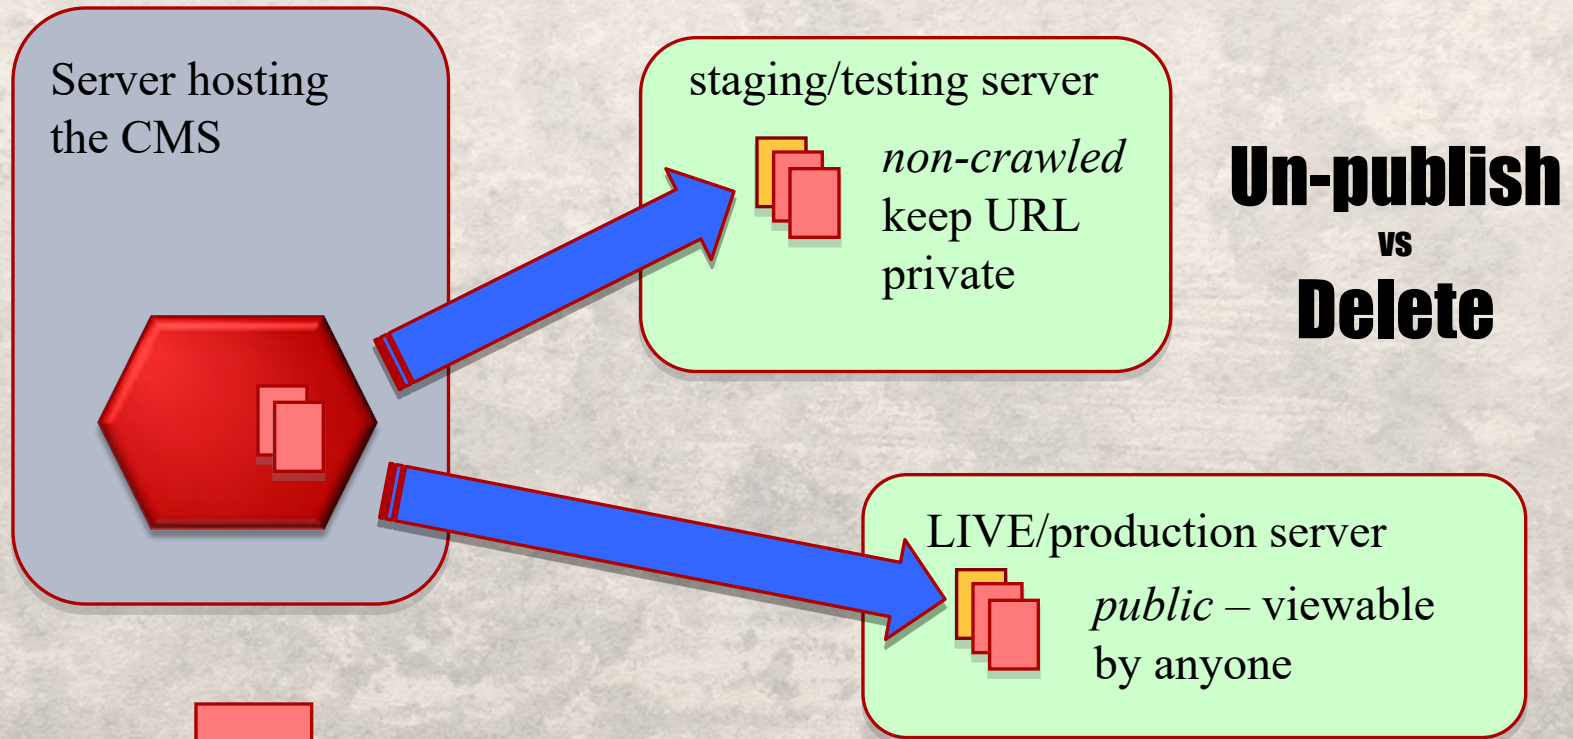 Server hosting
the CMS
staging/testing server
non-crawled
keep URL
private
Un-publish
vs
Delete
LIVE/production server
public – viewable
by anyone